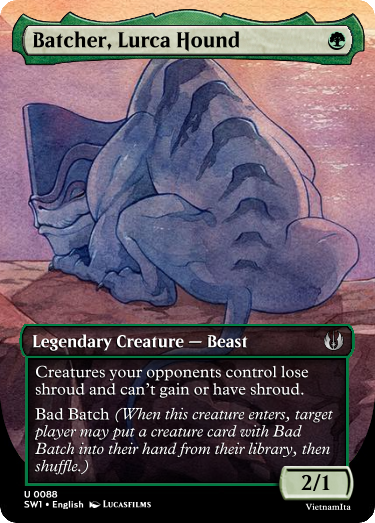 Batcher, Lurca Hound
Legendary Creature — Beast
Creatures your opponents control lose
shroud and can't gain or have shroud.
Bad Batch (When this creature enters, target
player may put a creature card with Bad
Batch into their hand from their library, then
shuffle.)
2/1
U 0088
SW1 • English LUCASFILMS
VietnamIta